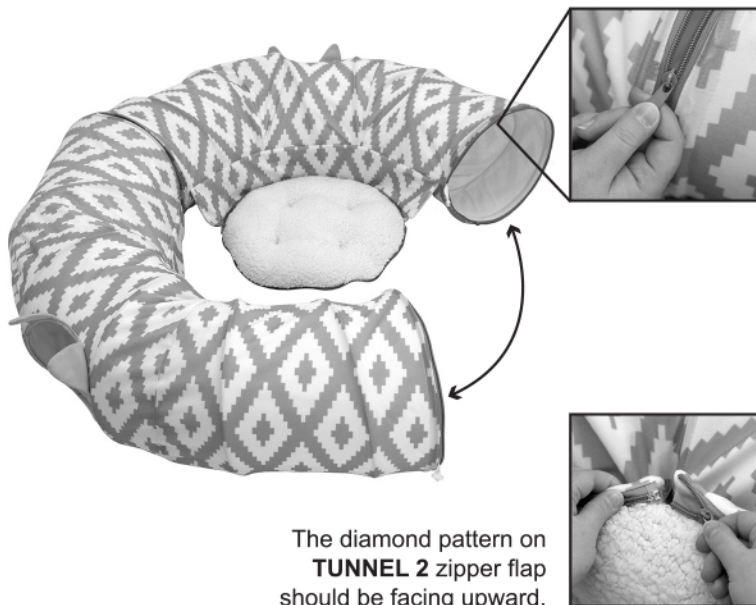 The diamond pattern on
TUNNEL 2 zipper flap
should be facing upward.